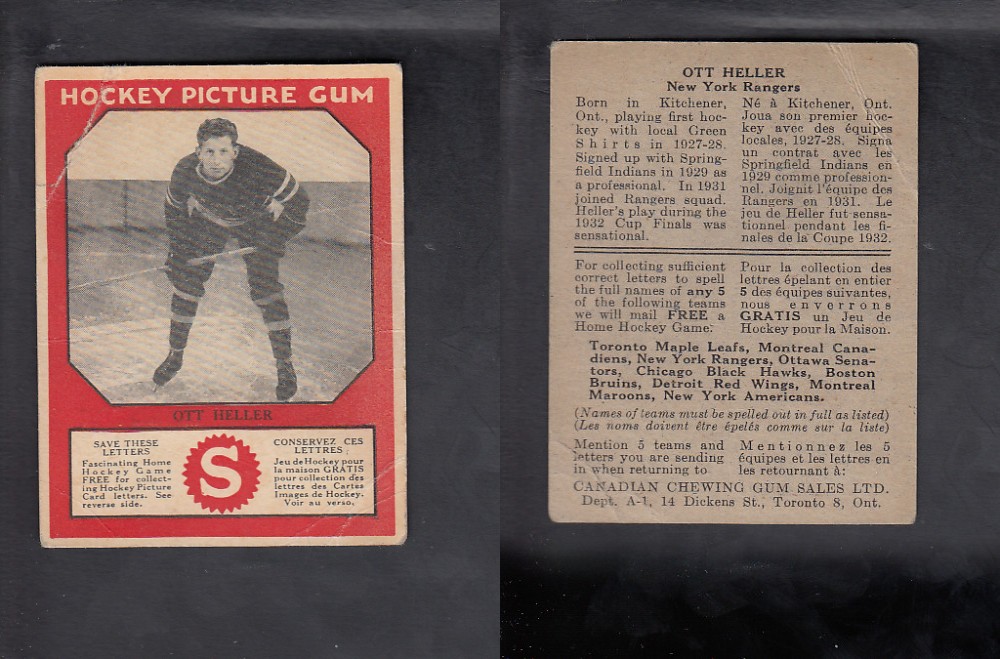 HOCKEY PICTURE GUM
OTT HELLER
SAVE THESE
LETTERS
Fascinating Home
Hockey Game
FREE for collect-
ing Hockey Picture
Card letters. See
reverse side.
S
CONSERVEZ CES
LETTRES
Jeu de Hockey pour
la maison GRATIS
pour collection des
lettres des Cartes
Images de Hockey.
Voir au verso.
OTT HELLER
New York Rangers
Born in Kitchener,
Ont., playing first hoc-
key with local Green
Shirts in 1927-28.
Signed up with Spring-
field Indians in 1929 as
a professional. In 1931
joined Rangers squad.
Heller's play during the
1932 Cup Finals was
sensational.
Né à Kitchener, Ont.
Joua son premier hoc-
key avec des équipes
locales, 1927-28. Signa
un contrat avec les
Springfield Indians en
1929 comme profession-
nel. Joignit l'équipe des
Rangers en 1931. Le
jeu de Heller fut sensa-
tionnel pendant les fi-
nales de la Coupe 1932.
For collecting sufficient
correct letters to spell
the full names of any 5
of the following teams
we will mail FREE a
Home Hockey Game:
Pour la collection des
lettres épelant en entier
5 des équipes suivantes,
nous enverrons
GRATIS un Jeu de
Hockey pour la Maison.
Toronto Maple Leafs, Montreal Cana-
diens, New York Rangers, Ottawa Sena-
tors, Chicago Black Hawks, Boston
Bruins, Detroit Red Wings, Montreal
Maroons, New York Americans.
(Names of teams must be spelled out in full as listed)
(Les noms doivent être épelés comme sur la liste)
Mention 5 teams and
letters you are sending
in when returning to
Mentionnez les 5
équipes et les lettres en
les retournant à:
CANADIAN CHEWING GUM SALES LTD.
Dept. A-1, 14 Dickens St., Toronto 8, Ont.